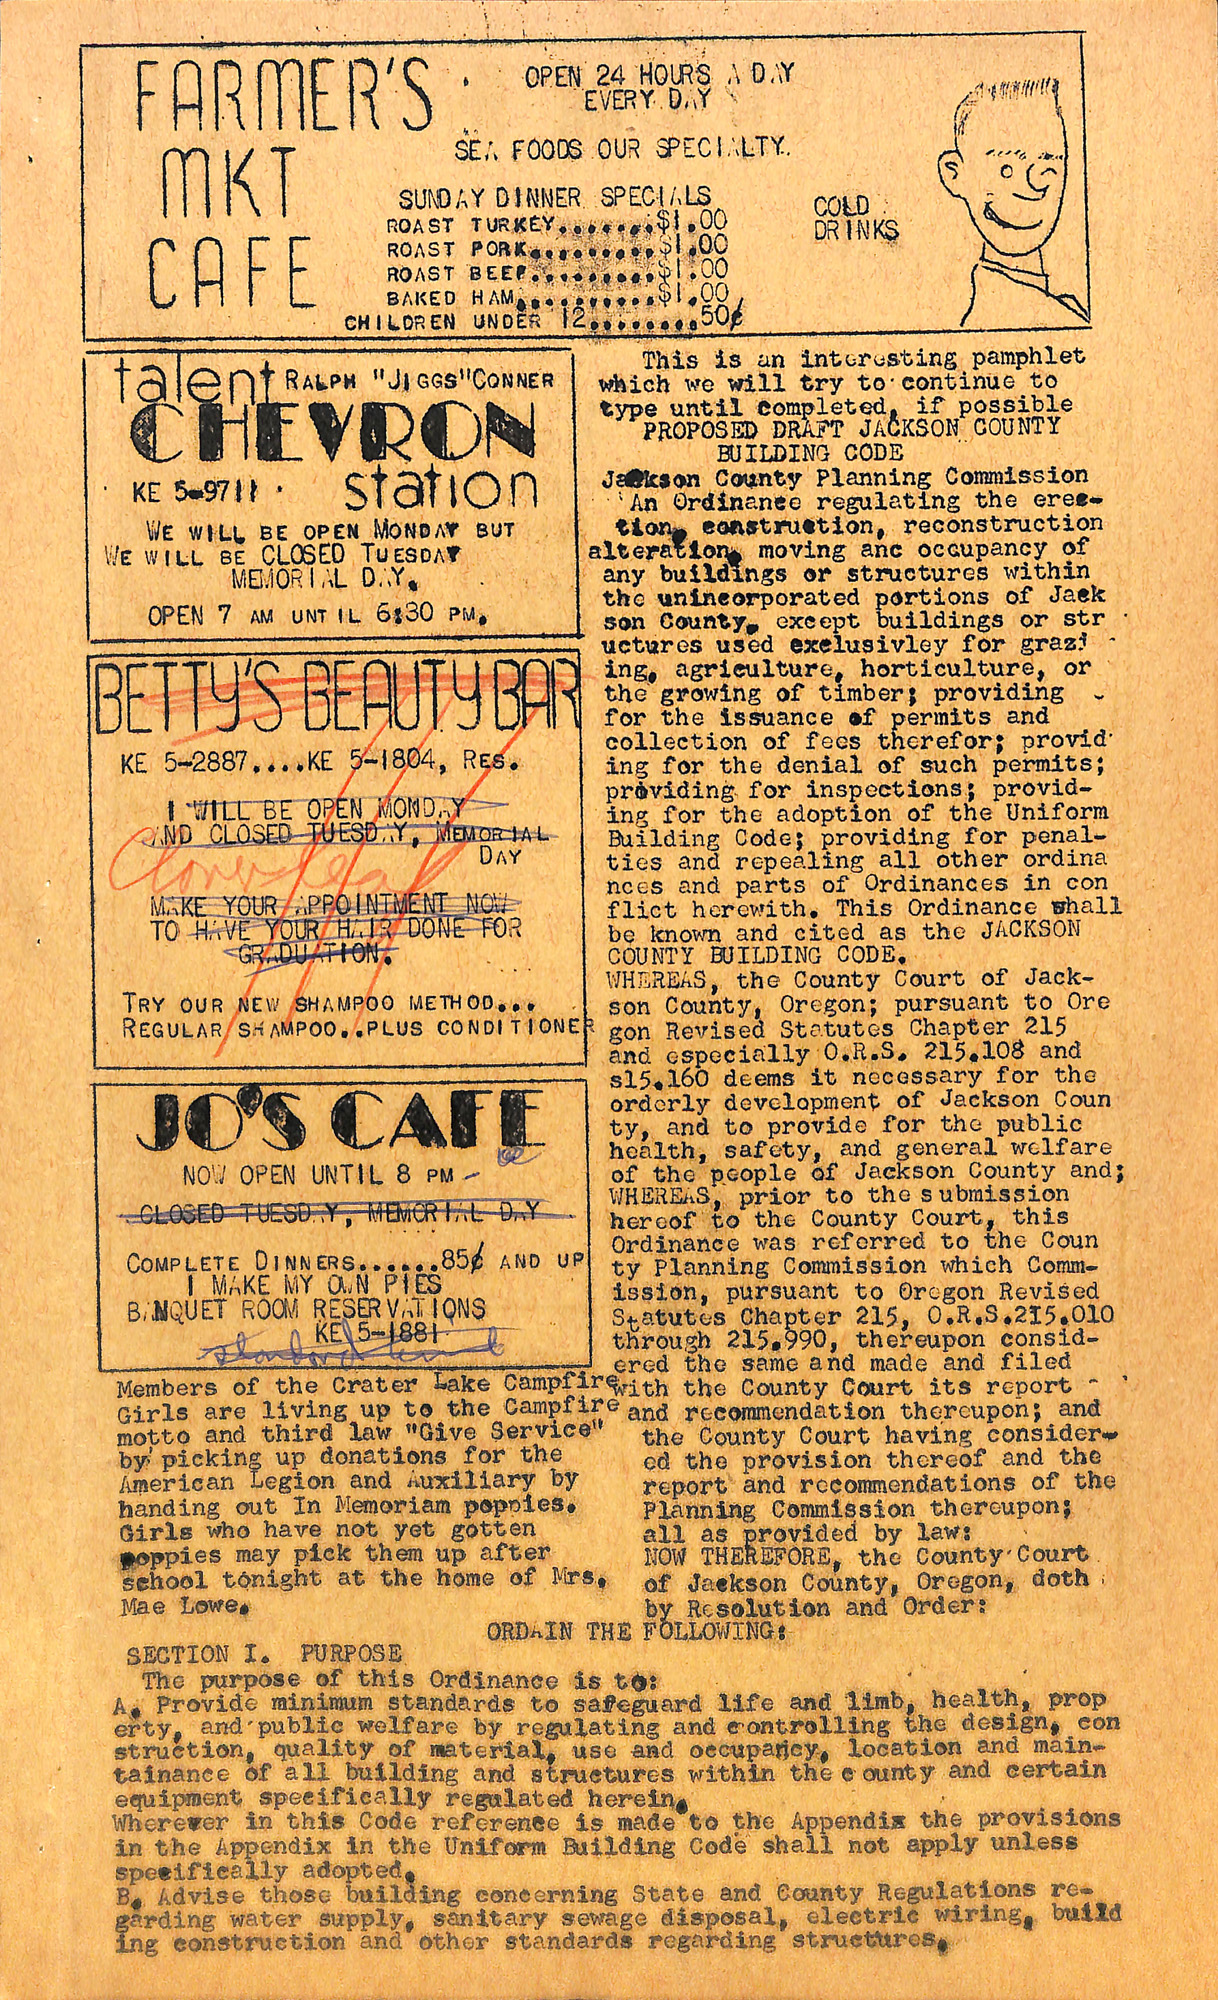 FARMER'S
MKT
CAFE
OPEN 24 HOURS A DAY
EVERY DAY
SEA FOODS OUR SPECIALTY.
SUNDAY DINNER SPECIALS
ROAST TURKEY.......$1.00
ROAST PORK.........$1.00
ROAST BEEF.........$1.00
BAKED HAM..........$1.00
CHILDREN UNDER 12........50¢
COLD
DRINKS
talent RALPH "JIGGS"CONNER
CHEVRON
station
KE 5-9711
WE WILL BE OPEN MONDAY BUT
WE WILL BE CLOSED TUESDAY
MEMORIAL DAY.
OPEN 7 AM UNTIL 6:30 PM.
BETTY'S BEAUTY BAR
KE 5-2887....KE 5-1804, RES.
I WILL BE OPEN MONDAY
AND CLOSED TUESDAY, MEMORIAL
DAY
MAKE YOUR APPOINTMENT NOW
TO HAVE YOUR HAIR DONE FOR
GRADUATION.
TRY OUR NEW SHAMPOO METHOD...
REGULAR SHAMPOO..PLUS CONDITIONER
JO'S CAFE
NOW OPEN UNTIL 8 PM
CLOSED TUESDAY, MEMORIAL DAY
COMPLETE DINNERS......85¢ AND UP
I MAKE MY OWN PIES
BANQUET ROOM RESERVATIONS
KE 5-1881
Members of the Crater Lake Campfire
Girls are living up to the Campfire
motto and third law "Give Service"
by picking up donations for the
American Legion and Auxiliary by
handing out In Memoriam poppies.
Girls who have not yet gotten
poppies may pick them up after
school tonight at the home of Mrs.
Mae Lowe.
This is an interesting pamphlet
which we will try to continue to
type until completed, if possible
PROPOSED DRAFT JACKSON COUNTY
BUILDING CODE
Jackson County Planning Commission
An Ordinance regulating the erec-
tion, construction, reconstruction
alteration, moving anc occupancy of
any buildings or structures within
the unincorporated portions of Jack
son County, except buildings or str
uctures used exclusivley for grazi
ing, agriculture, horticulture, or
the growing of timber; providing
for the issuance of permits and
collection of fees therefor; provid
ing for the denial of such permits;
providing for inspections; provid-
ing for the adoption of the Uniform
Building Code; providing for penal-
ties and repealing all other ordina
nces and parts of Ordinances in con
flict herewith. This Ordinance shall
be known and cited as the JACKSON
COUNTY BUILDING CODE.
WHEREAS, the County Court of Jack-
son County, Oregon; pursuant to Ore
gon Revised Statutes Chapter 215
and especially O.R.S. 215.108 and
s15.160 deems it necessary for the
orderly development of Jackson Coun
ty, and to provide for the public
health, safety, and general welfare
of the people of Jackson County and;
WHEREAS, prior to the submission
hereof to the County Court, this
Ordinance was referred to the Coun
ty Planning Commission which Comm-
ission, pursuant to Oregon Revised
Statutes Chapter 215, O.R.S.215.010
through 215.990, thereupon consid-
ered the same and made and filed
with the County Court its report
and recommendation thereupon; and
the County Court having consider-
ed the provision thereof and the
report and recommendations of the
Planning Commission thereupon;
all as provided by law:
NOW THEREFORE, the County Court
of Jackson County, Oregon, doth
by Resolution and Order:
ORDAIN THE FOLLOWING:
SECTION I. PURPOSE
The purpose of this Ordinance is to:
A. Provide minimum standards to safeguard life and limb, health, prop
erty, and public welfare by regulating and controlling the design, con
struction, quality of material, use and occupancy, location and main-
tainance of all building and structures within the county and certain
equipment specifically regulated herein.
Wherever in this Code reference is made to the Appendix the provisions
in the Appendix in the Uniform Building Code shall not apply unless
specifically adopted.
B. Advise those building concerning State and County Regulations re-
garding water supply, sanitary sewage disposal, electric wiring, build
ing construction and other standards regarding structures.